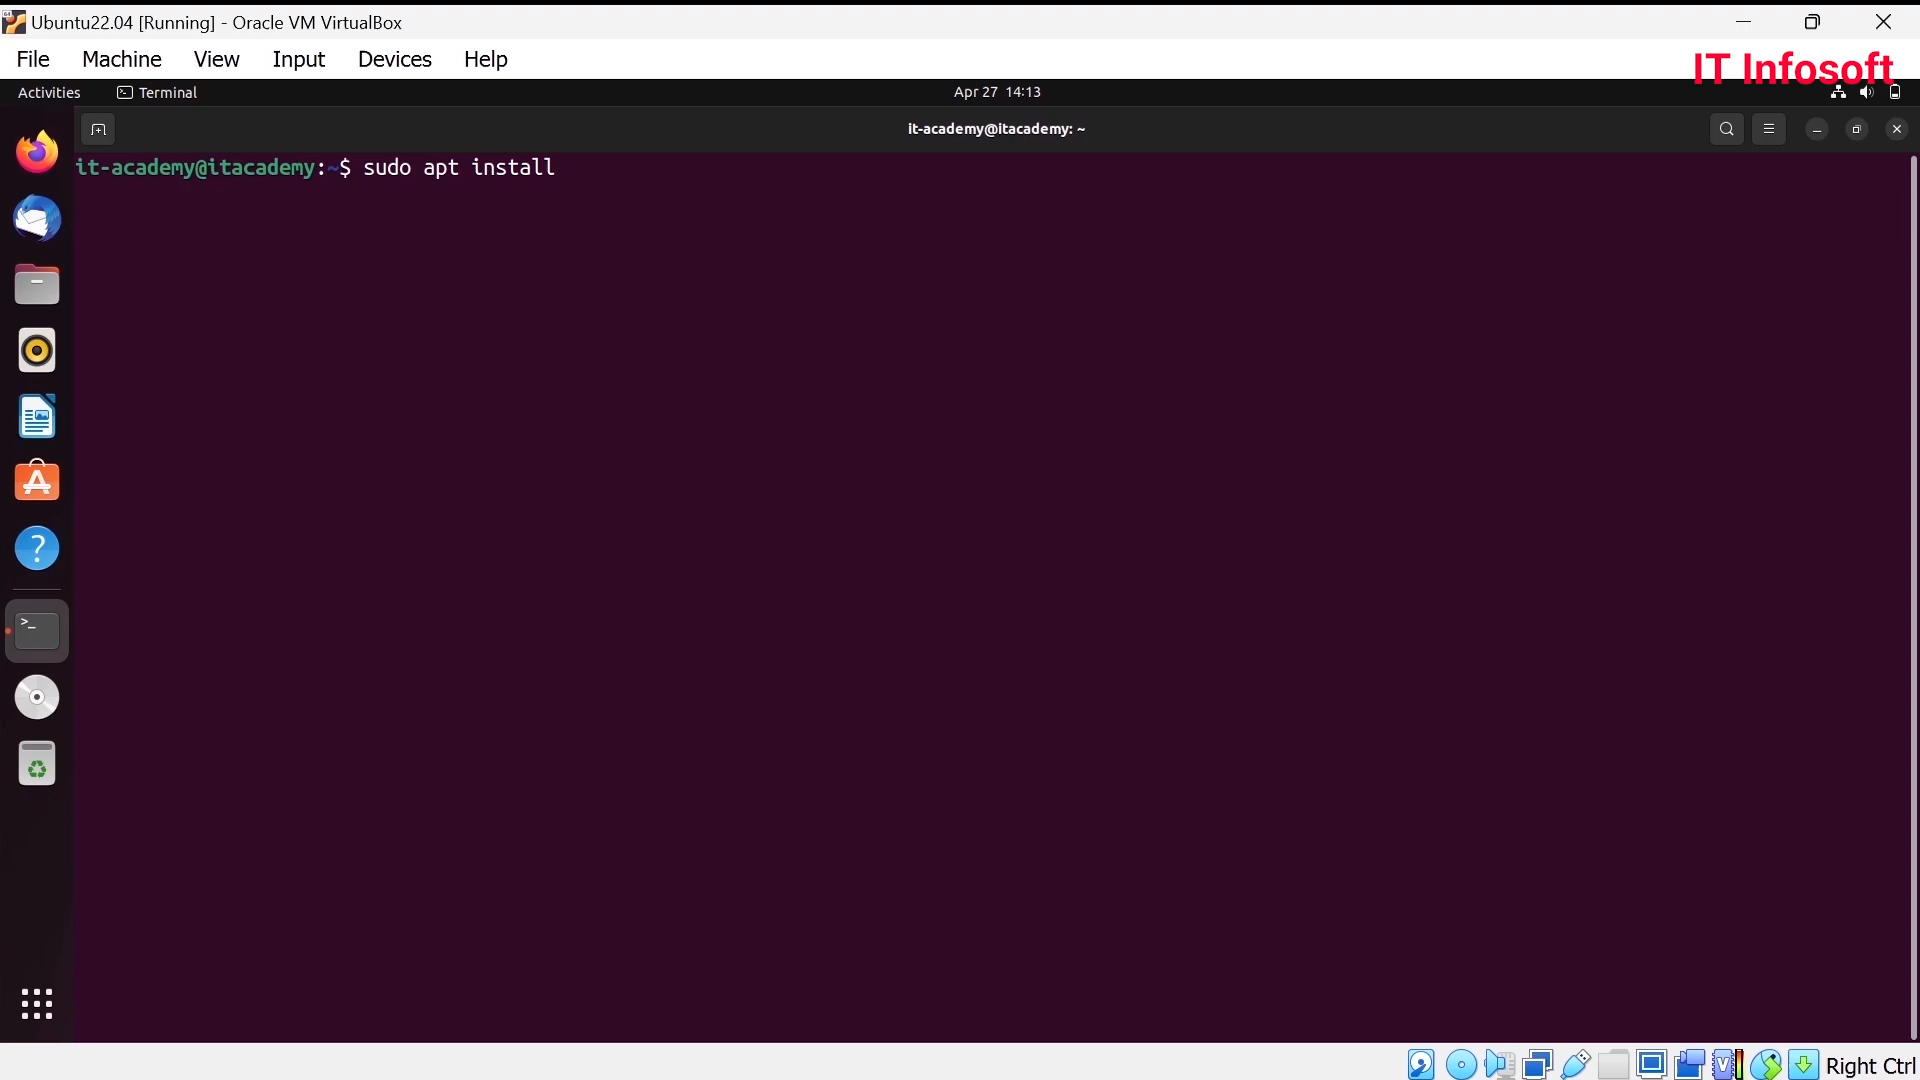 Ubuntu22.04 [Running] - Oracle VM VirtualBox
File Machine View Input Devices Help
IT Infosoft
Activities Terminal Apr 27 14:13
it-academy@itacademy: ~
it-academy@itacademy:~$ sudo apt install
Right Ctrl